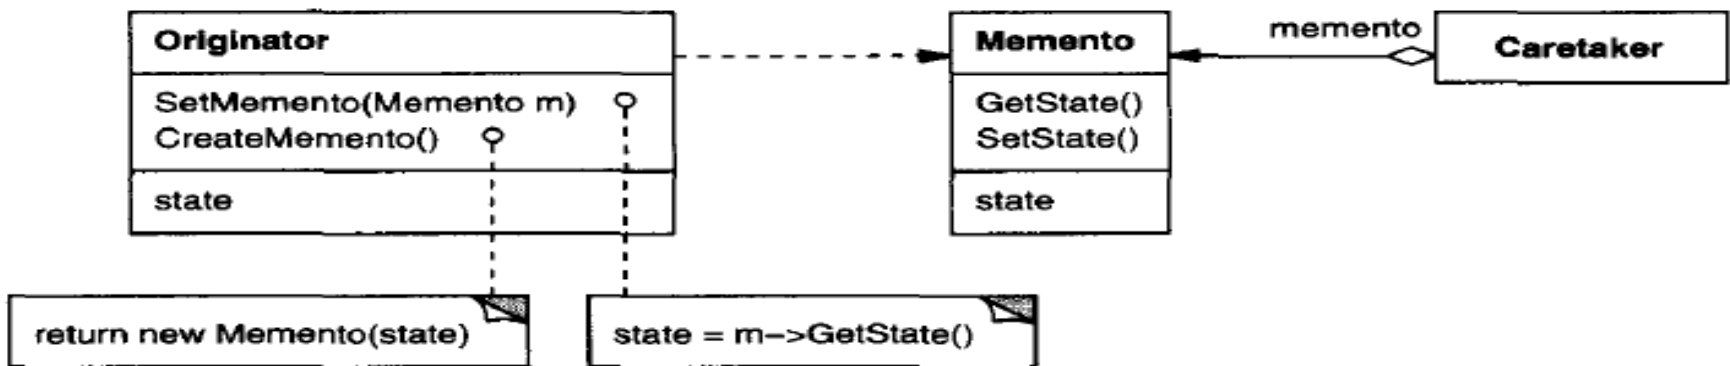 Originator
SetMemento(Memento m)
CreateMemento()
state
return new Memento(state)
state = m->GetState()
Memento
GetState()
SetState()
state
memento
Caretaker